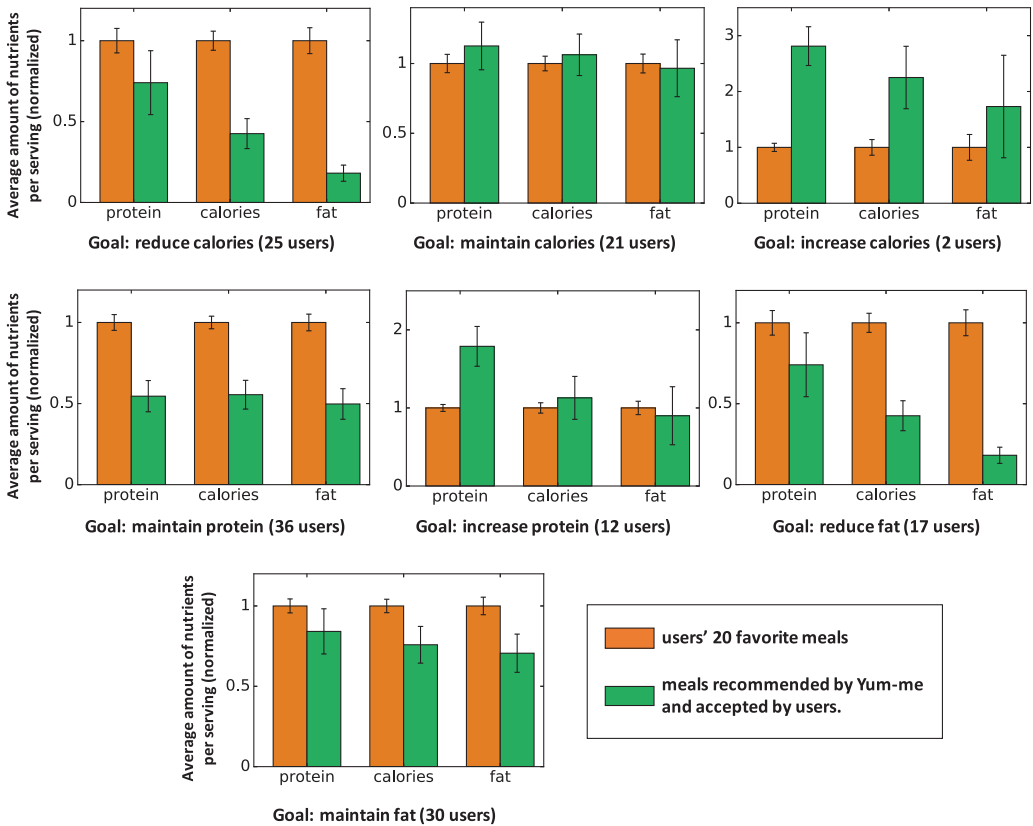 Average amount of nutrients
per serving (normalized)
1
0.5
0
protein calories fat
Goal: reduce calories (25 users)
1
0.5
0
protein calories fat
Goal: maintain calories (21 users)
3
2
1
0
protein calories fat
Goal: increase calories (2 users)
Average amount of nutrients
per serving (normalized)
1
0.5
0
protein calories fat
Goal: maintain protein (36 users)
2
1
0
protein calories fat
Goal: increase protein (12 users)
1
0.5
0
protein calories fat
Goal: reduce fat (17 users)
Average amount of nutrients
per serving (normalized)
1
0.5
0
protein calories fat
Goal: maintain fat (30 users)
users' 20 favorite meals
meals recommended by Yum-me
and accepted by users.